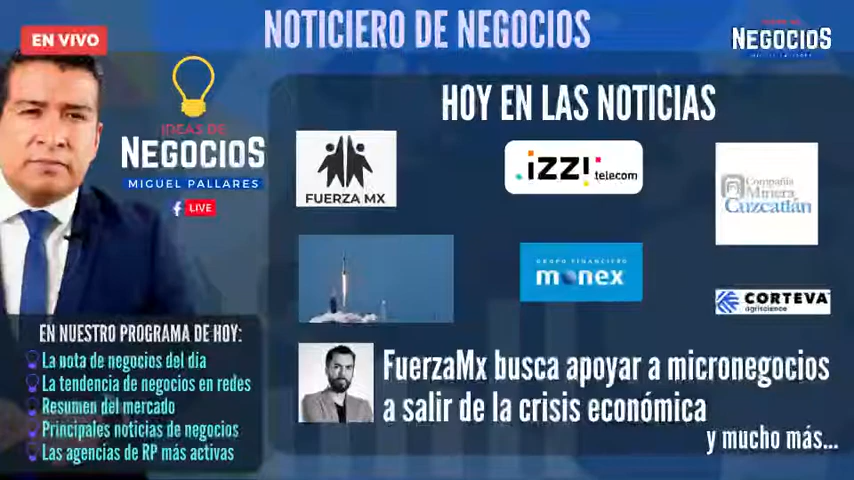 EN VIVO
NOTICIERO DE NEGOCIOS
NEGOCIOS
IDEAS DE
NEGOCIOS
MIGUEL PALLARES
f LIVE
HOY EN LAS NOTICIAS
FUERZA MX
izzi telecom
Compañía
Minera
Cuzcatlán
GRUPO FINANCIERO
monex
CORTEVA
agriscience
EN NUESTRO PROGRAMA DE HOY:
La nota de negocios del día
La tendencia de negocios en redes
Resumen del mercado
Principales noticias de negocios
Las agencias de RP más activas
FuerzaMx busca apoyar a micronegocios
a salir de la crisis económica
y mucho más...